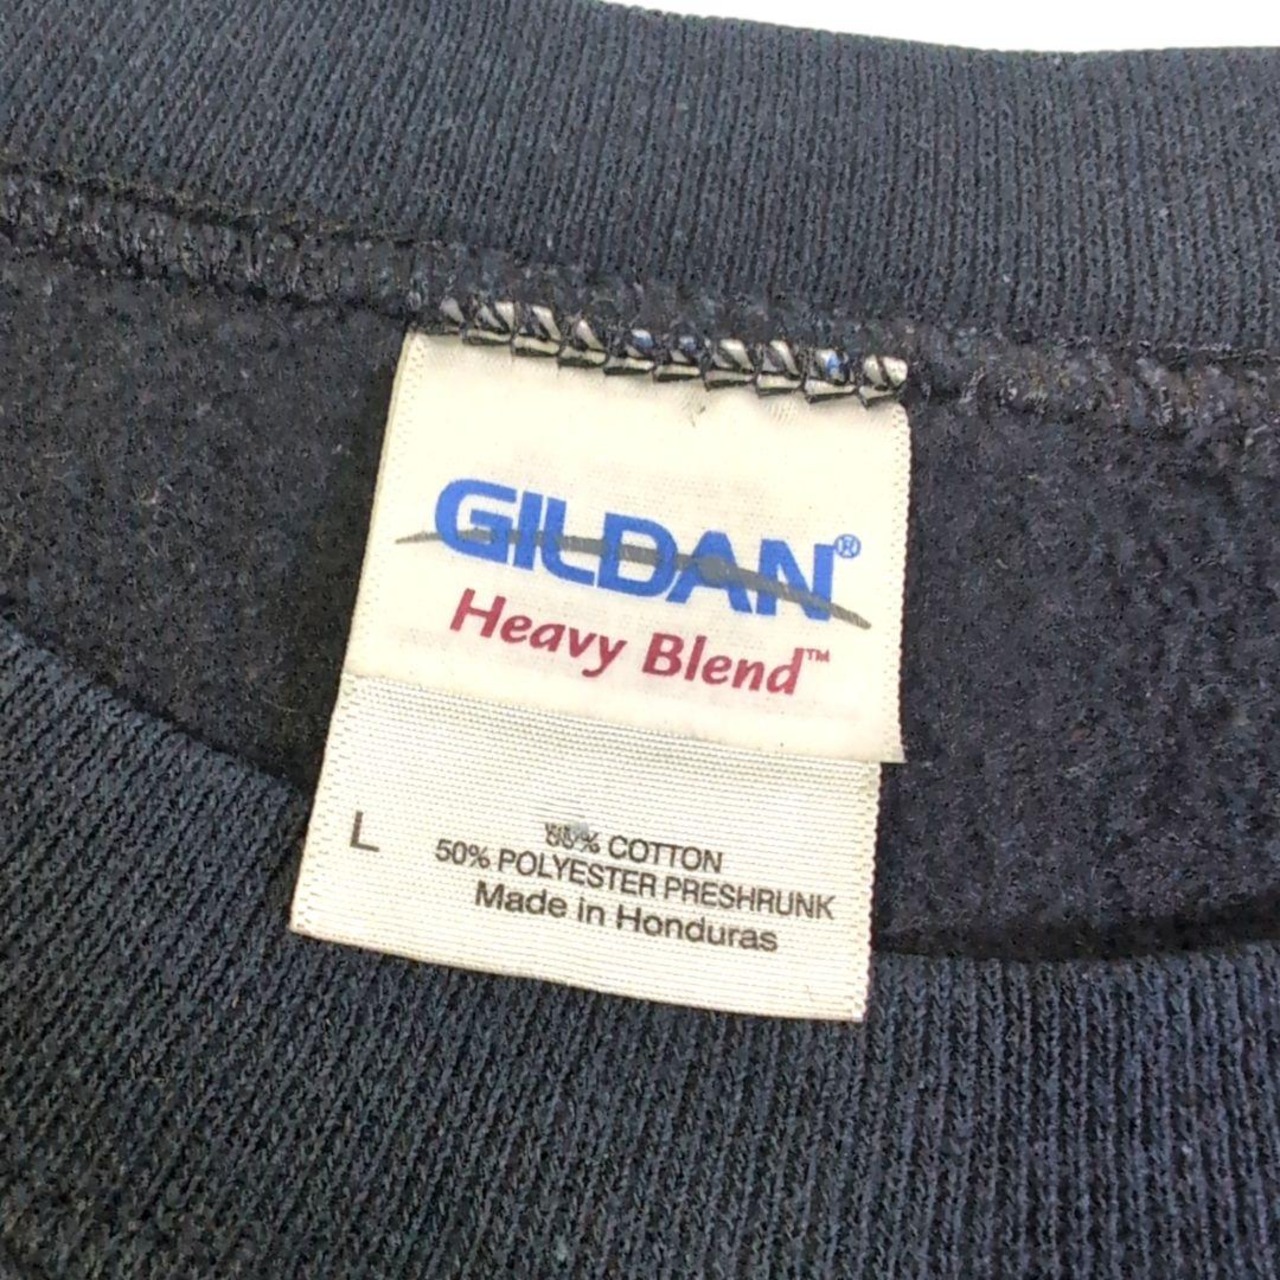 GILDAN®
Heavy Blend™
L
% COTTON
50% POLYESTER PRESHRUNK
Made in Honduras